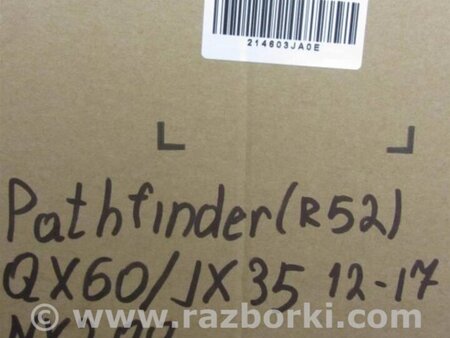 214603JA0E
Pathfinder(R52)
QX60/JX35 12-17
www.razborki.com